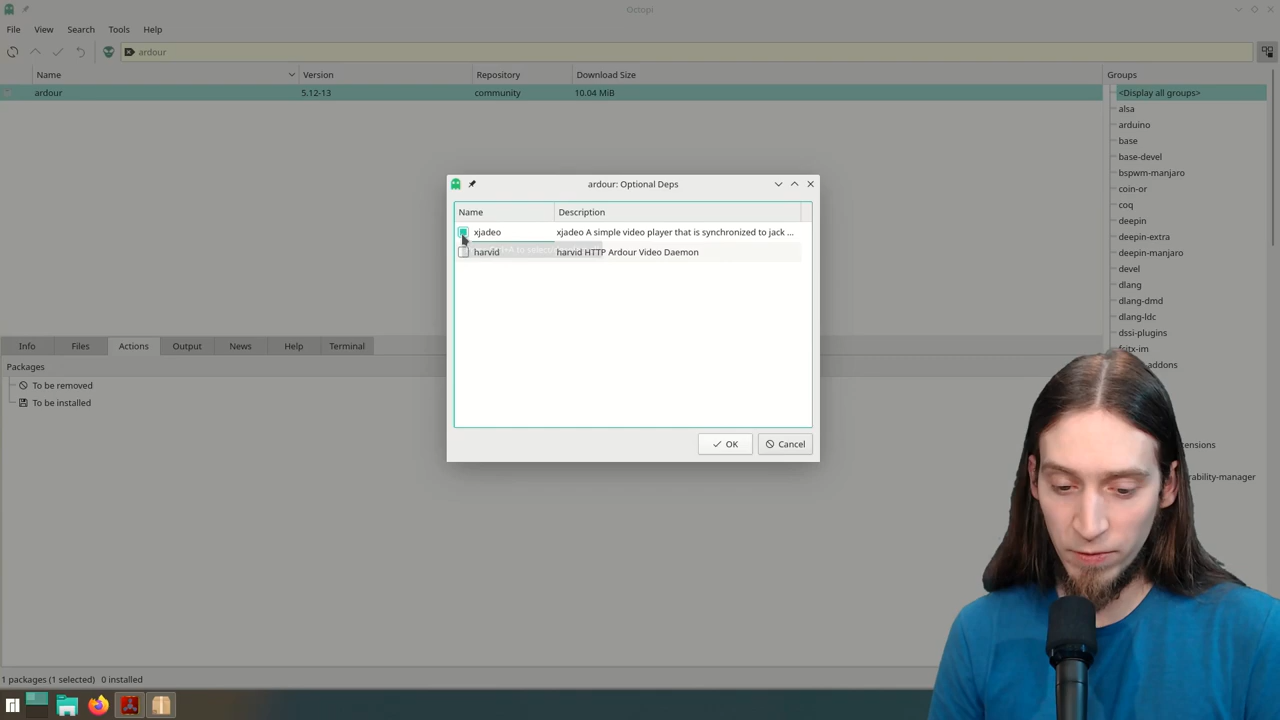 Octopi
File View Search Tools Help
ardour
Name Version Repository Download Size
ardour 5.12-13 community 10.04 MiB
Groups
<Display all groups>
alsa
arduino
base
base-devel
bspwm-manjaro
coin-or
coq
deepin
deepin-extra
deepin-manjaro
devel
dlang
dlang-dmd
dlang-ldc
dssi-plugins
fcitx-im
ardour: Optional Deps
Name Description
xjadeo xjadeo A simple video player that is synchronized to jack ...
harvid harvid HTTP Ardour Video Daemon
OK Cancel
Info Files Actions Output News Help Terminal
Packages
To be removed
To be installed
1 packages (1 selected) 0 installed